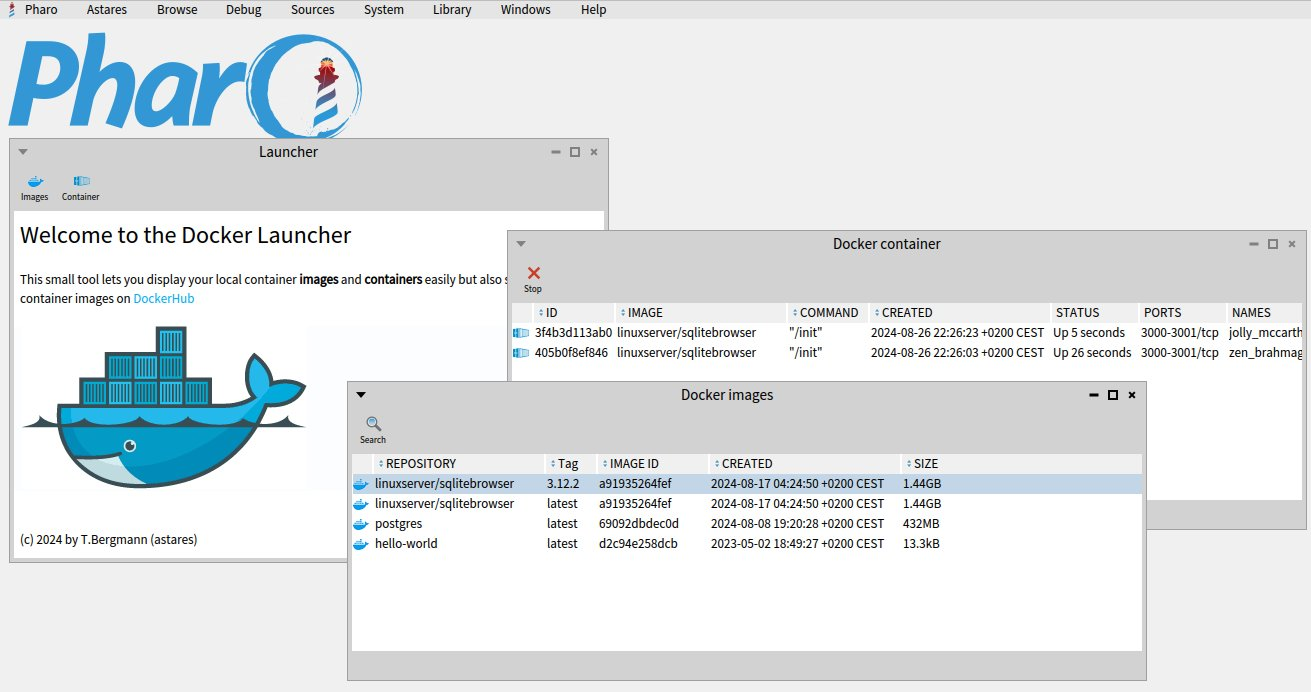 Pharo Astares Browse Debug Sources System Library Windows Help
Pharo
Launcher
Images Container
Welcome to the Docker Launcher
This small tool lets you display your local container images and containers easily but also
container images on DockerHub
(c) 2024 by T.Bergmann (astares)
Docker container
Stop
ID IMAGE COMMAND CREATED STATUS PORTS NAMES
3f4b3d113ab0 linuxserver/sqlitebrowser "/init" 2024-08-26 22:26:23 +0200 CEST Up 5 seconds 3000-3001/tcp jolly_mccarth
405b0f8ef846 linuxserver/sqlitebrowser "/init" 2024-08-26 22:26:03 +0200 CEST Up 26 seconds 3000-3001/tcp zen_brahmag
Docker images
Search
REPOSITORY Tag IMAGE ID CREATED SIZE
linuxserver/sqlitebrowser 3.12.2 a91935264fef 2024-08-17 04:24:50 +0200 CEST 1.44GB
linuxserver/sqlitebrowser latest a91935264fef 2024-08-17 04:24:50 +0200 CEST 1.44GB
postgres latest 69092dbdec0d 2024-08-08 19:20:28 +0200 CEST 432MB
hello-world latest d2c94e258dcb 2023-05-02 18:49:27 +0200 CEST 13.3kB